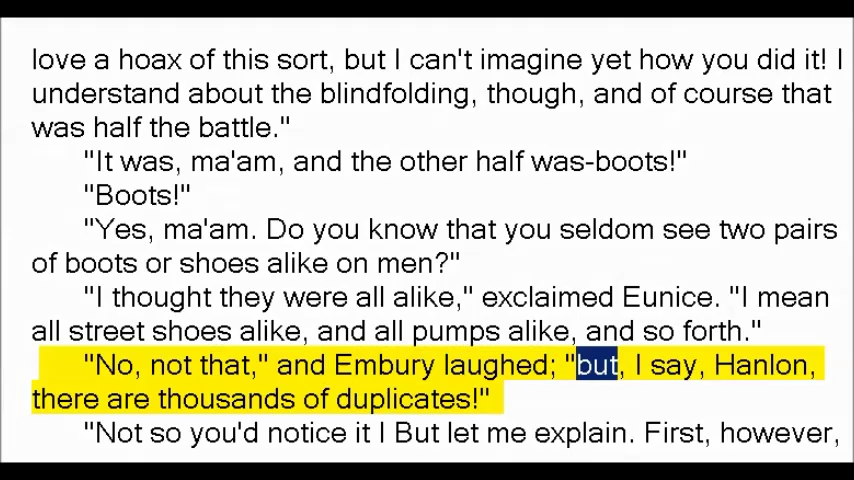 love a hoax of this sort, but I can't imagine yet how you did it! I
understand about the blindfolding, though, and of course that
was half the battle."
"It was, ma'am, and the other half was-boots!"
"Boots!"
"Yes, ma'am. Do you know that you seldom see two pairs
of boots or shoes alike on men?"
"I thought they were all alike," exclaimed Eunice. "I mean
all street shoes alike, and all pumps alike, and so forth."
"No, not that," and Embury laughed; "but, I say, Hanlon,
there are thousands of duplicates!"
"Not so you'd notice it I But let me explain. First, however,